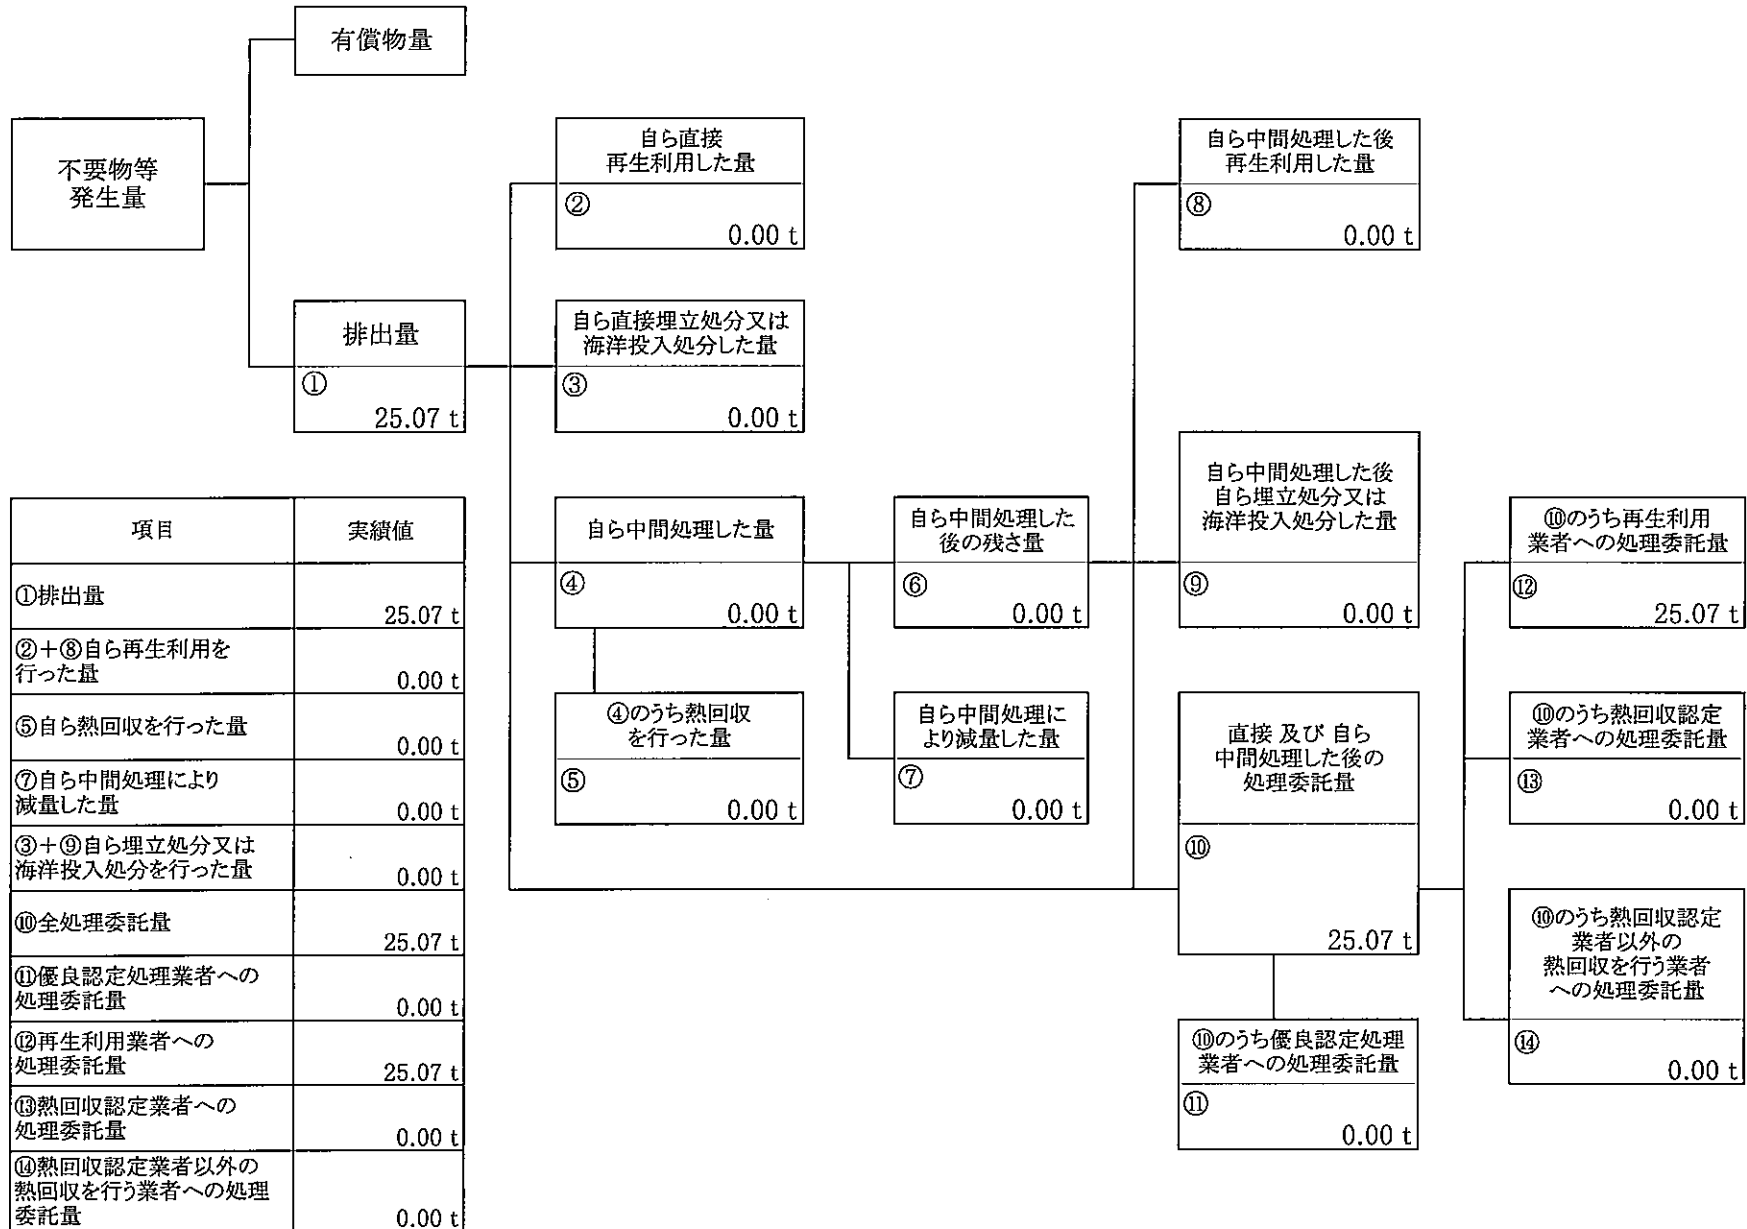 有償物量
不要物等
発生量
排出量
①
25.07 t
自ら直接
再生利用した量
②
0.00 t
自ら直接埋立処分又は
海洋投入処分した量
③
0.00 t
自ら中間処理した量
④
0.00 t
④のうち熱回収
を行った量
⑤
0.00 t
自ら中間処理した
後の残さ量
⑥
0.00 t
自ら中間処理に
より減量した量
⑦
0.00 t
自ら中間処理した後
再生利用した量
⑧
0.00 t
自ら中間処理した後
自ら埋立処分又は
海洋投入処分した量
⑨
0.00 t
直接 及び 自ら
中間処理した後の
処理委託量
⑩
25.07 t
⑩のうち優良認定処理
業者への処理委託量
⑪
0.00 t
⑩のうち再生利用
業者への処理委託量
⑫
25.07 t
⑩のうち熱回収認定
業者への処理委託量
⑬
0.00 t
⑩のうち熱回収認定
業者以外の
熱回収を行う業者
への処理委託量
⑭
0.00 t
項目 実績値
①排出量
25.07 t
②+⑧自ら再生利用を
行った量
0.00 t
⑤自ら熱回収を行った量
0.00 t
⑦自ら中間処理により
減量した量
0.00 t
③+⑨自ら埋立処分又は
海洋投入処分を行った量
0.00 t
⑩全処理委託量
25.07 t
⑪優良認定処理業者への
処理委託量
0.00 t
⑫再生利用業者への
処理委託量
25.07 t
⑬熱回収認定業者への
処理委託量
0.00 t
⑭熱回収認定業者以外の
熱回収を行う業者への処理
委託量
0.00 t